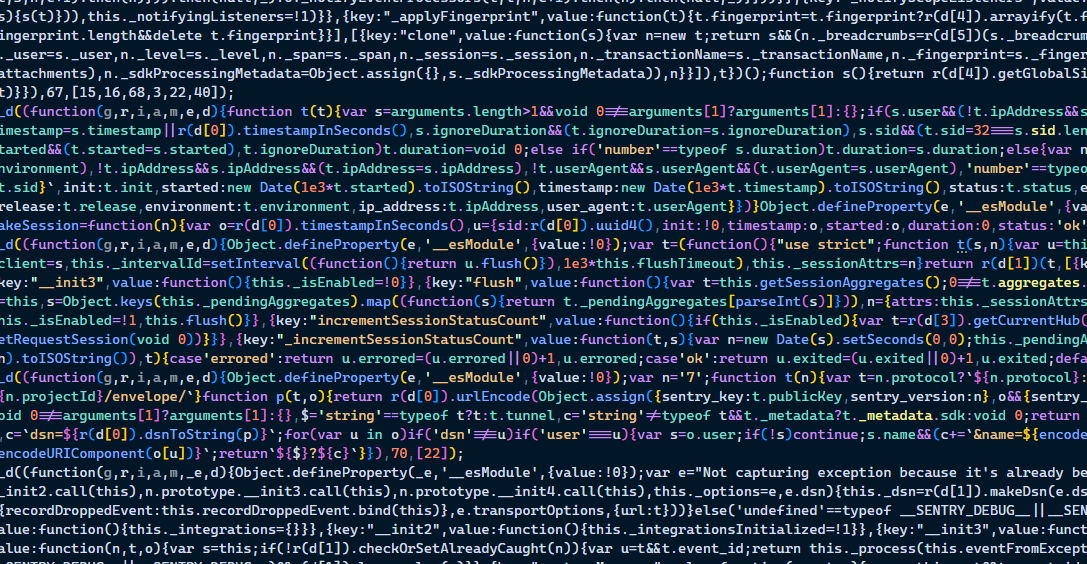 s){s(t)})),this._notifyingListeners=!1)}},{key:"_applyFingerprint",value:function(t){t.fingerprint=t.fingerprint?r(d[4]).arrayify(t.f
ingerprint.length&&delete t.fingerprint}}],[{key:"clone",value:function(s){var n=new t;return s&&(n._breadcrumbs=r(d[5])(s._breadcrum
._user=s._user,n._level=s._level,n._span=s._span,n._session=s._session,n._transactionName=s._transactionName,n._fingerprint=s._finger
attachments),n._sdkProcessingMetadata=Object.assign({},s._sdkProcessingMetadata)),n}}]),t})();function s(){return r(d[4]).getGlobalSi
t)}}),67,[15,16,68,3,22,40]);
_d((function(g,r,i,a,m,e,d){function t(t){var s=arguments.length>1&&void 0!==arguments[1]?arguments[1]:{};if(s.user&&(!t.ipAddress&&s
imestamp=s.timestamp||r(d[0]).timestampInSeconds(),s.ignoreDuration&&(t.ignoreDuration=s.ignoreDuration),s.sid&&(t.sid=32===s.sid.len
tarted&&(t.started=s.started),t.ignoreDuration)t.duration=void 0;else if('number'==typeof s.duration)t.duration=s.duration;else{var n
nvironment),!t.ipAddress&&s.ipAddress&&(t.ipAddress=s.ipAddress),!t.userAgent&&s.userAgent&&(t.userAgent=s.userAgent),'number'==typeo
t.sid}`,init:t.init,started:new Date(1e3*t.started).toISOString(),timestamp:new Date(1e3*t.timestamp).toISOString(),status:t.status,e
release:t.release,environment:t.environment,ip_address:t.ipAddress,user_agent:t.userAgent}})}Object.defineProperty(e,'__esModule',{va
akeSession=function(n){var o=r(d[0]).timestampInSeconds(),u={sid:r(d[0]).uuid4(),init:!0,timestamp:o,started:o,duration:0,status:'ok'
_d((function(g,r,i,a,m,e,d){Object.defineProperty(e,'__esModule',{value:!0});var t=(function(){"use strict";function t(s,n){var u=thi
client=s,this._intervalId=setInterval((function(){return u.flush()}),1e3*this.flushTimeout),this._sessionAttrs=n}return r(d[1])(t,[{k
key:"__init3",value:function(){this._isEnabled=!0}},{key:"flush",value:function(){var t=this.getSessionAggregates();0!==t.aggregates.
=this,s=Object.keys(this._pendingAggregates).map((function(s){return t._pendingAggregates[parseInt(s)]})),n={attrs:this._sessionAttrs
his._isEnabled=!1,this.flush()}},{key:"incrementSessionStatusCount",value:function(){if(this._isEnabled){var t=r(d[3]).getCurrentHub(
etRequestSession(void 0))}}},{key:"_incrementSessionStatusCount",value:function(t,s){var n=new Date(s).setSeconds(0,0);this._pendingA
n).toISOString()),t){case'errored':return u.errored=(u.errored||0)+1,u.errored;case'ok':return u.exited=(u.exited||0)+1,u.exited;defa
_d((function(g,r,i,a,m,e,d){Object.defineProperty(e,'__esModule',{value:!0});var n='7';function t(n){var t=n.protocol?`${n.protocol}:
{n.projectId}/envelope/`}function p(t,o){return r(d[0]).urlEncode(Object.assign({sentry_key:t.publicKey,sentry_version:n},o&&{sentry_
oid 0!==arguments[1]?arguments[1]:{},$='string'==typeof t?t:t.tunnel,c='string'!=typeof t&&t._metadata?t._metadata.sdk:void 0;return
,c=`dsn=${r(d[0]).dsnToString(p)}`;for(var u in o)if('dsn'!==u)if('user'===u){var s=o.user;if(!s)continue;s.name&&(c+=`&name=${encode
encodeURIComponent(o[u])}`;return`${$}?${c}`}}),70,[22]);
_d((function(g,r,i,a,m,_e,d){Object.defineProperty(_e,'__esModule',{value:!0});var e="Not capturing exception because it's already be
_init2.call(this),n.prototype.__init3.call(this),n.prototype.__init4.call(this),this._options=e,e.dsn){this._dsn=r(d[1]).makeDsn(e.ds
{recordDroppedEvent:this.recordDroppedEvent.bind(this)},e.transportOptions,{url:t}))}else('undefined'==typeof __SENTRY_DEBUG__||__SEN
alue:function(){this._integrations={}}},{key:"__init2",value:function(){this._integrationsInitialized=!1}},{key:"__init3",value:funct
value:function(n,t,o){var s=this;if(!r(d[1]).checkOrSetAlreadyCaught(n)){var u=t&&t.event_id;return this._process(this.eventFromExcept